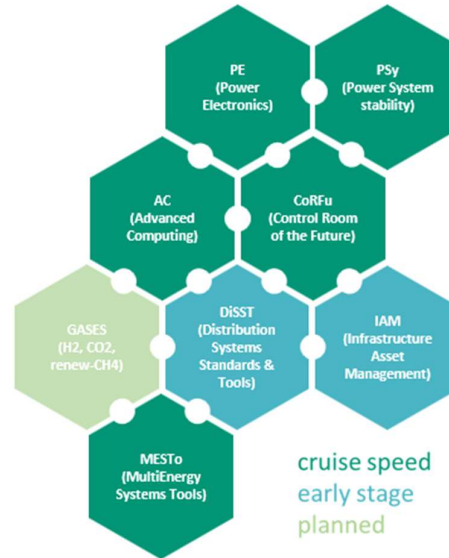 PE
(Power
Electronics)
PSy
(Power System
stability)
AC
(Advanced
Computing)
CoRFu
(Control Room
of the Future)
GASES
(H2, CO2,
renew-CH4)
DiSST
(Distribution
Systems
Standards &
Tools)
IAM
(Infrastructure
Asset
Management)
MESTo
(MultiEnergy
Systems Tools)
cruise speed
early stage
planned